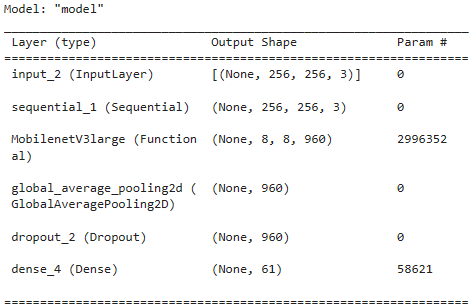 Model: "model"
_________________________________________________________________
Layer (type) Output Shape Param #
=================================================================
input_2 (InputLayer) [(None, 256, 256, 3)] 0
sequential_1 (Sequential) (None, 256, 256, 3) 0
MobilenetV3large (Function (None, 8, 8, 960) 2996352
al)
global_average_pooling2d ( (None, 960) 0
GlobalAveragePooling2D)
dropout_2 (Dropout) (None, 960) 0
dense_4 (Dense) (None, 61) 58621
=================================================================